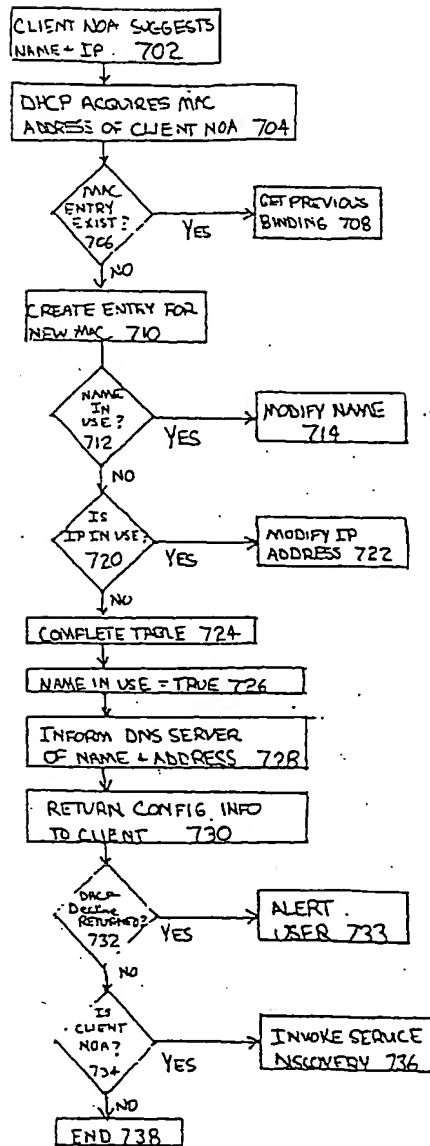 CLIENT NOA SUGGESTS
NAME + IP. 702
DHCP ACQUIRES MAC
ADDRESS OF CLIENT NOA 704
MAC
ENTRY
EXIST?
706
YES
GET PREVIOUS
BINDING 708
NO
CREATE ENTRY FOR
NEW MAC 710
NAME
IN
USE?
712
YES
MODIFY NAME
714
NO
IS
IP IN USE?
720
YES
MODIFY IP
ADDRESS 722
NO
COMPLETE TABLE 724
NAME IN USE = TRUE 726
INFORM DNS SERVER
OF NAME + ADDRESS 728
RETURN CONFIG. INFO
TO CLIENT 730
DHCP
Decline
RETURNED?
732
YES
ALERT
USER 733
NO
IS
CLIENT
NOA?
734
YES
INVOKE SERVICE
DISCOVERY 736
NO
END 738